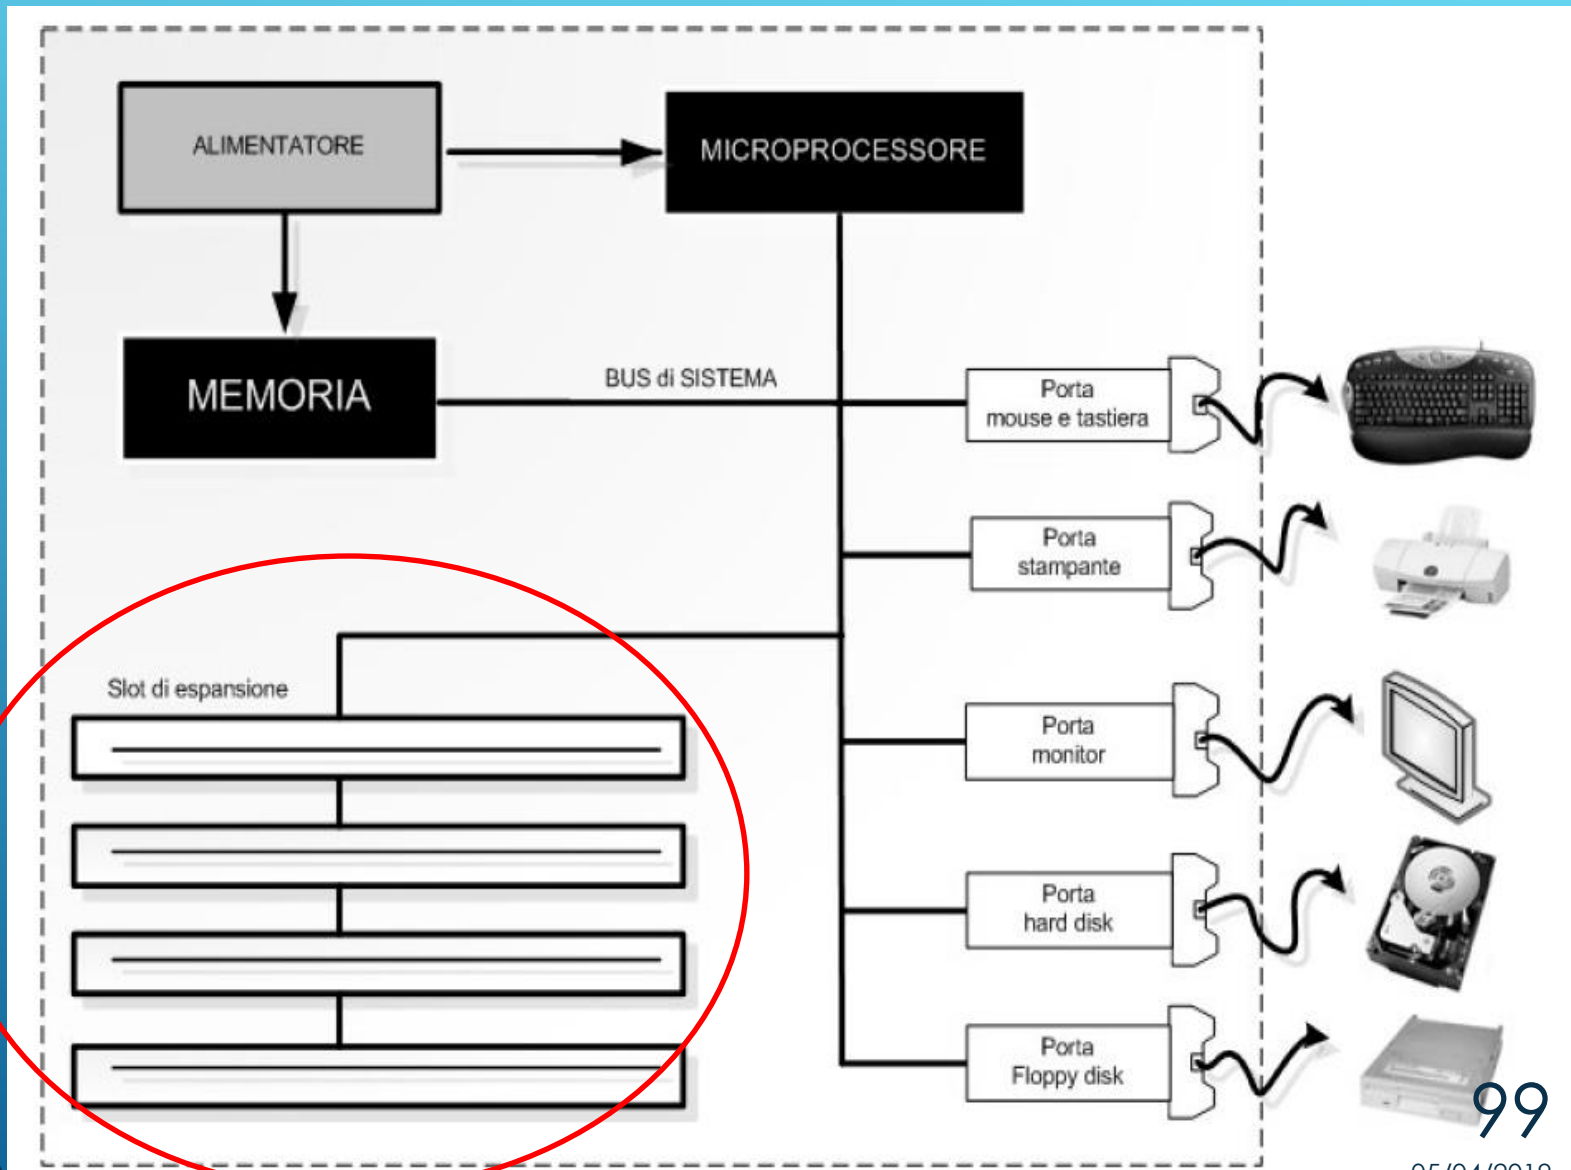 ALIMENTATORE
MICROPROCESSORE
MEMORIA
BUS di SISTEMA
Porta
mouse e tastiera
Porta
stampante
Slot di espansione
Porta
monitor
Porta
hard disk
Porta
Floppy disk
99